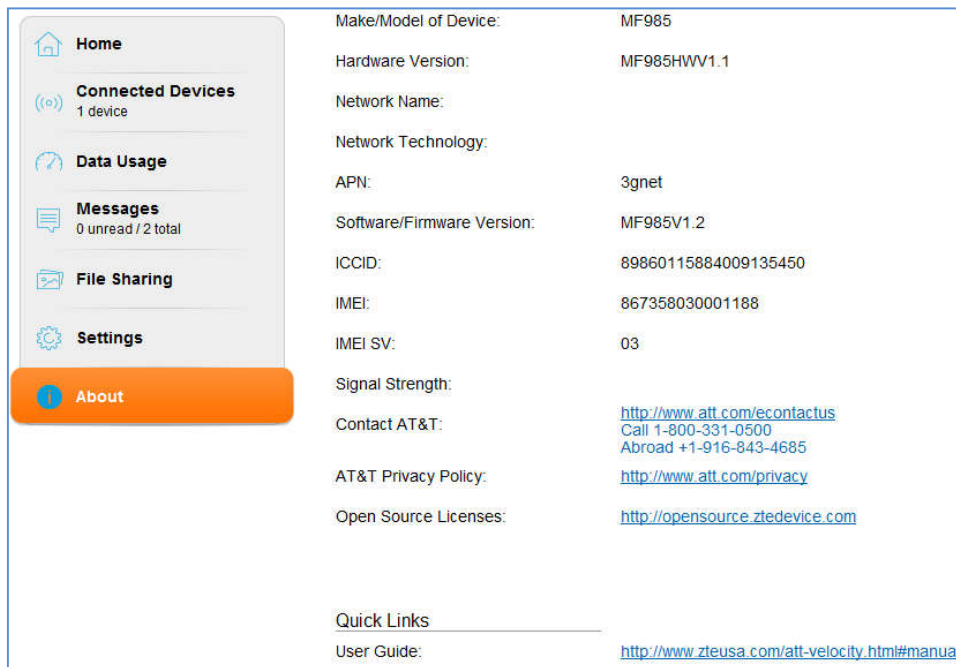 Home
Connected Devices
1 device
Data Usage
Messages
0 unread / 2 total
File Sharing
Settings
About
Make/Model of Device: MF985
Hardware Version: MF985HWV1.1
Network Name:
Network Technology:
APN: 3gnet
Software/Firmware Version: MF985V1.2
ICCID: 89860115884009135450
IMEI: 867358030001188
IMEI SV: 03
Signal Strength:
Contact AT&T: http://www.att.com/econtactus
Call 1-800-331-0500
Abroad +1-916-843-4685
AT&T Privacy Policy: http://www.att.com/privacy
Open Source Licenses: http://opensource.ztedevice.com
Quick Links
User Guide: http://www.zteusa.com/att-velocity.html#manua